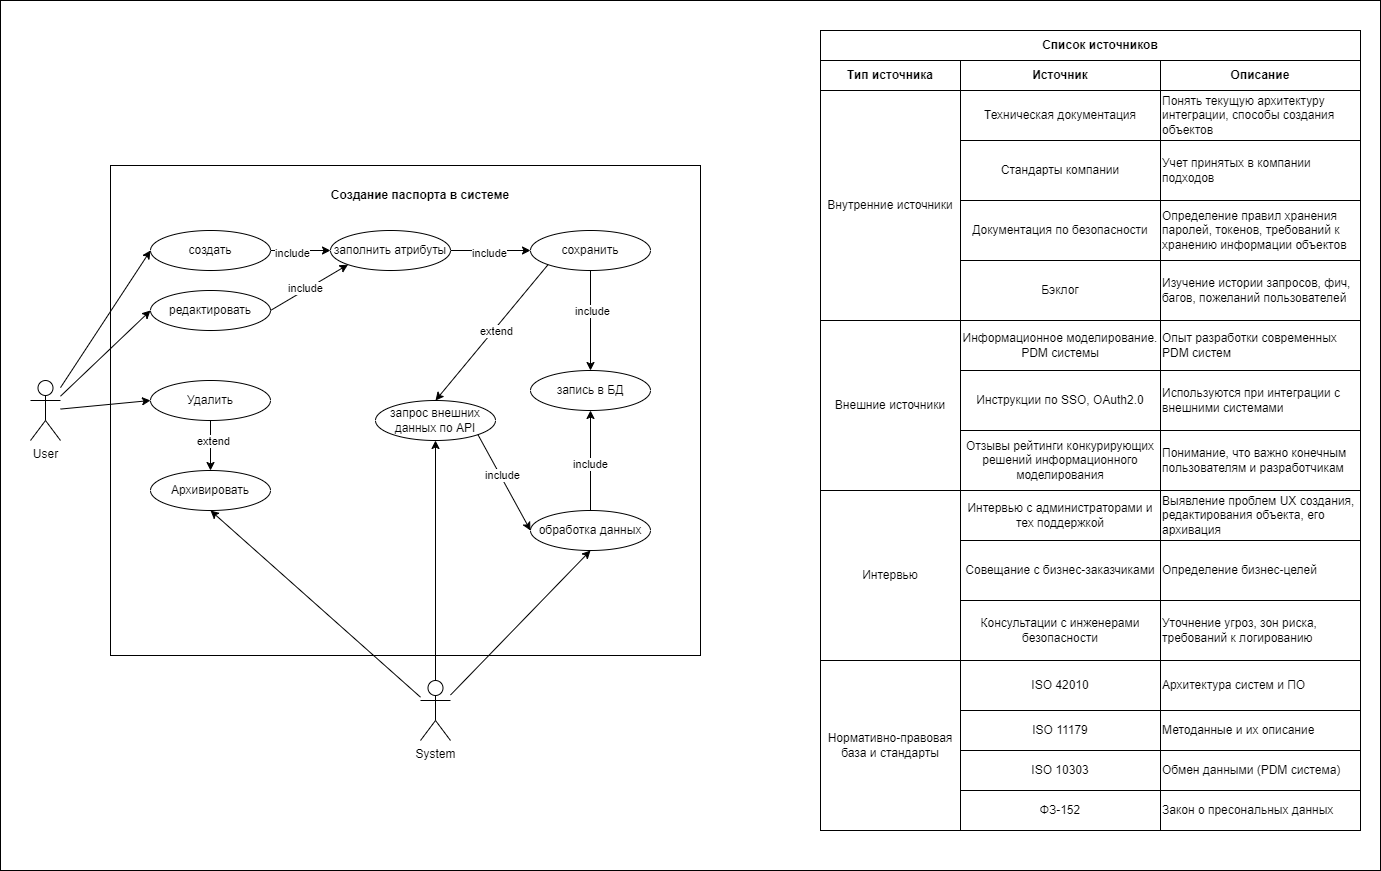 Создание паспорта в системе
создать
include
заполнить атрибуты
include
сохранить
редактировать
include
extend
include
Удалить
extend
Архивировать
запрос внешних
данных по API
запись в БД
include
include
обработка данных
User
System
Список источников
Тип источника
Источник
Описание
Внутренние источники
Техническая документация
Понять текущую архитектуру
интеграции, способы создания
объектов
Стандарты компании
Учет принятых в компании
подходов
Документация по безопасности
Определение правил хранения
паролей, токенов, требований к
хранению информации объектов
Бэклог
Изучение истории запросов, фич,
багов, пожеланий пользователей
Внешние источники
Информационное моделирование.
PDM системы
Опыт разработки современных
PDM систем
Инструкции по SSO, OAuth2.0
Используются при интеграции с
внешними системами
Отзывы рейтинги конкурирующих
решений информационного
моделирования
Понимание, что важно конечным
пользователям и разработчикам
Интервью
Интервью с администраторами и
тех поддержкой
Выявление проблем UX создания,
редактирования объекта, его
архивация
Совещание с бизнес-заказчиками
Определение бизнес-целей
Консультации с инженерами
безопасности
Уточнение угроз, зон риска,
требований к логированию
Нормативно-правовая
база и стандарты
ISO 42010
Архитектура систем и ПО
ISO 11179
Методанные и их описание
ISO 10303
Обмен данными (PDM система)
ФЗ-152
Закон о пресональных данных